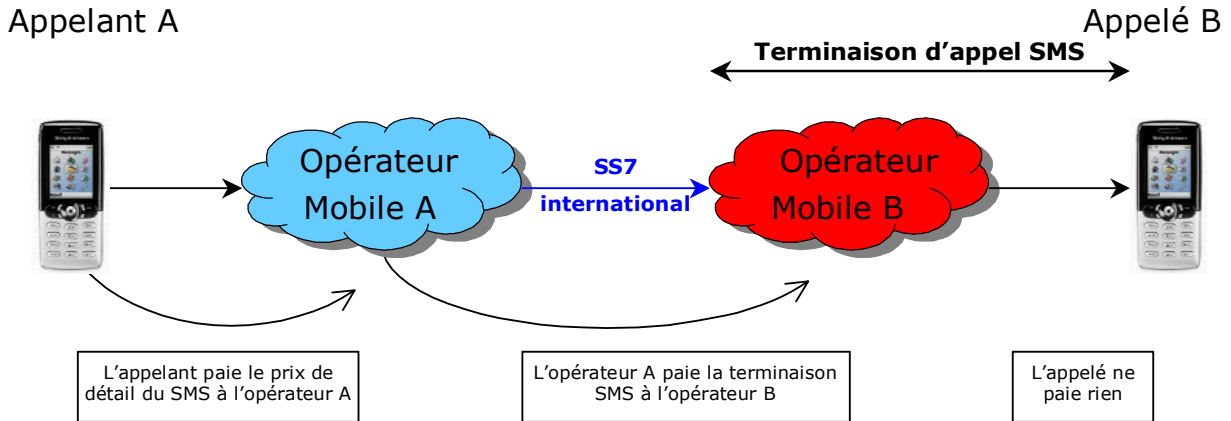 Appelant A
Appelé B
Terminaison d'appel SMS
Opérateur
Mobile A
SS7
international
Opérateur
Mobile B
L'appelant paie le prix de
détail du SMS à l'opérateur A
L'opérateur A paie la terminaison
SMS à l'opérateur B
L'appelé ne
paie rien